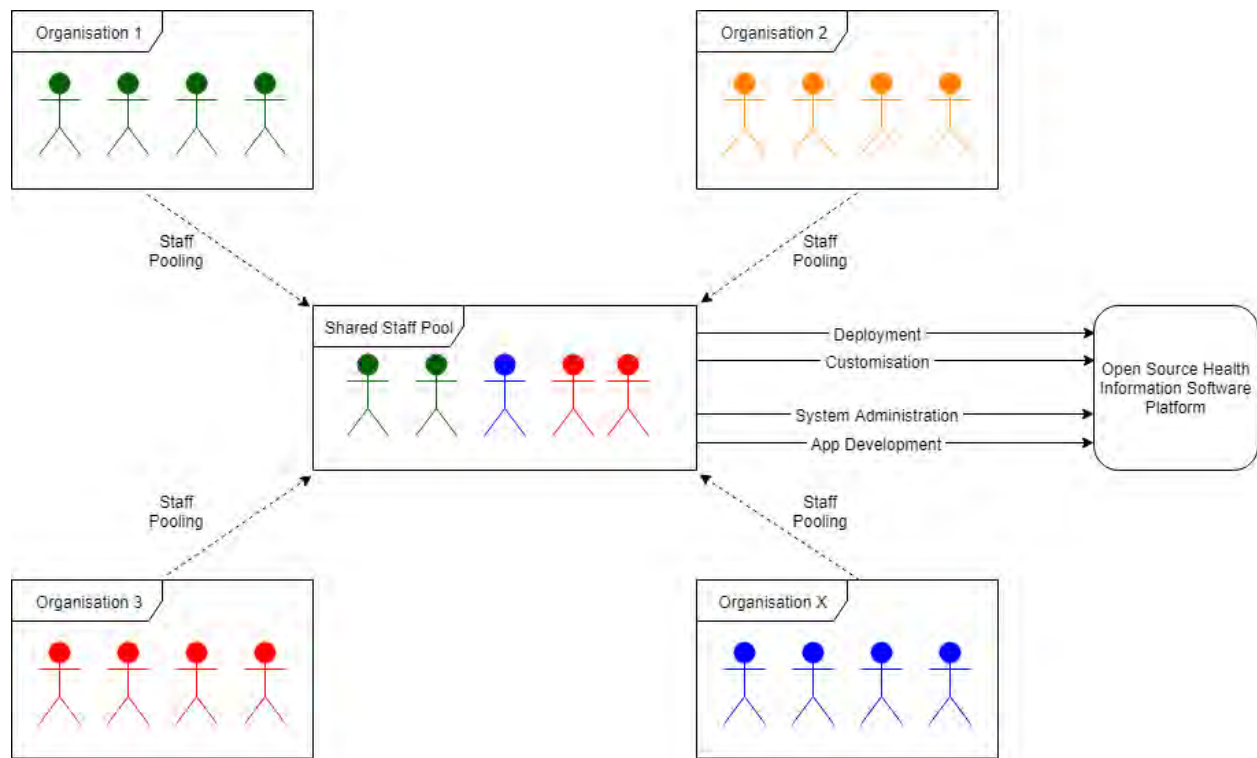 Organisation 1
Organisation 2
Staff
Pooling
Staff
Pooling
Shared Staff Pool
Deployment
Customisation
System Administration
App Development
Open Source Health
Information Software
Platform
Staff
Pooling
Staff
Pooling
Organisation 3
Organisation X